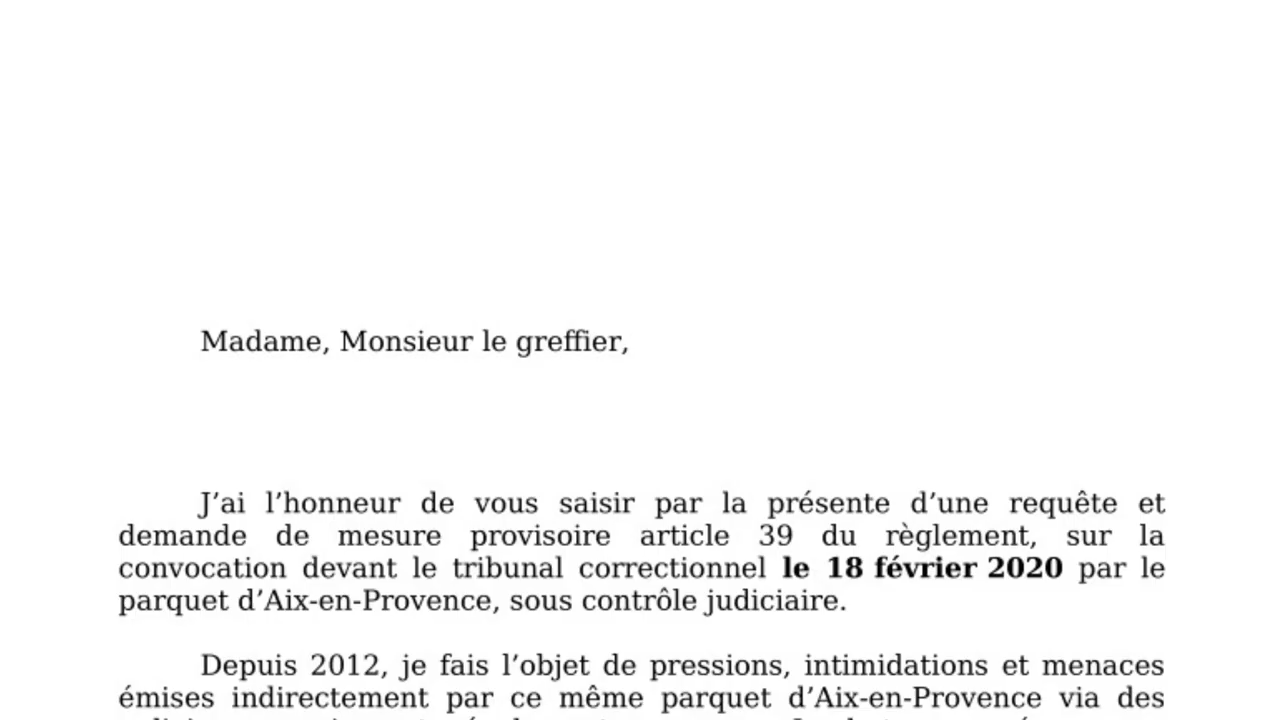 Madame, Monsieur le greffier,
J’ai l’honneur de vous saisir par la présente d’une requête et
demande de mesure provisoire article 39 du règlement, sur la
convocation devant le tribunal correctionnel le 18 février 2020 par le
parquet d’Aix-en-Provence, sous contrôle judiciaire.
Depuis 2012, je fais l’objet de pressions, intimidations et menaces
émises indirectement par ce même parquet d’Aix-en-Provence via des